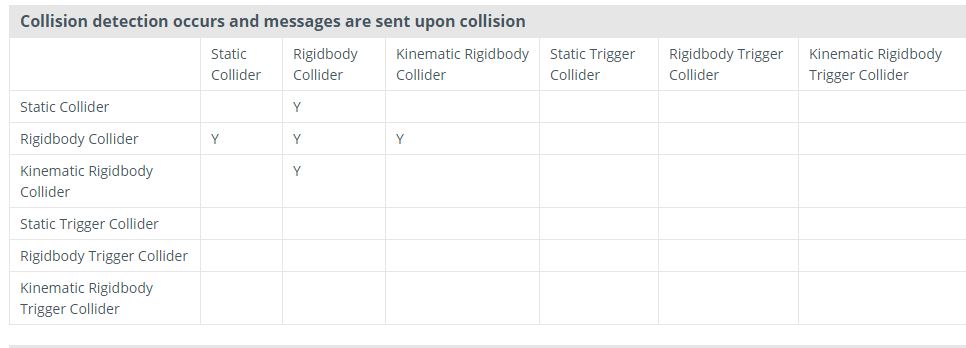 Collision detection occurs and messages are sent upon collision
Static Collider Rigidbody Collider Kinematic Rigidbody Collider Static Trigger Collider Rigidbody Trigger Collider Kinematic Rigidbody Trigger Collider
Static Collider Y
Rigidbody Collider Y Y Y
Kinematic Rigidbody Collider Y
Static Trigger Collider
Rigidbody Trigger Collider
Kinematic Rigidbody Trigger Collider